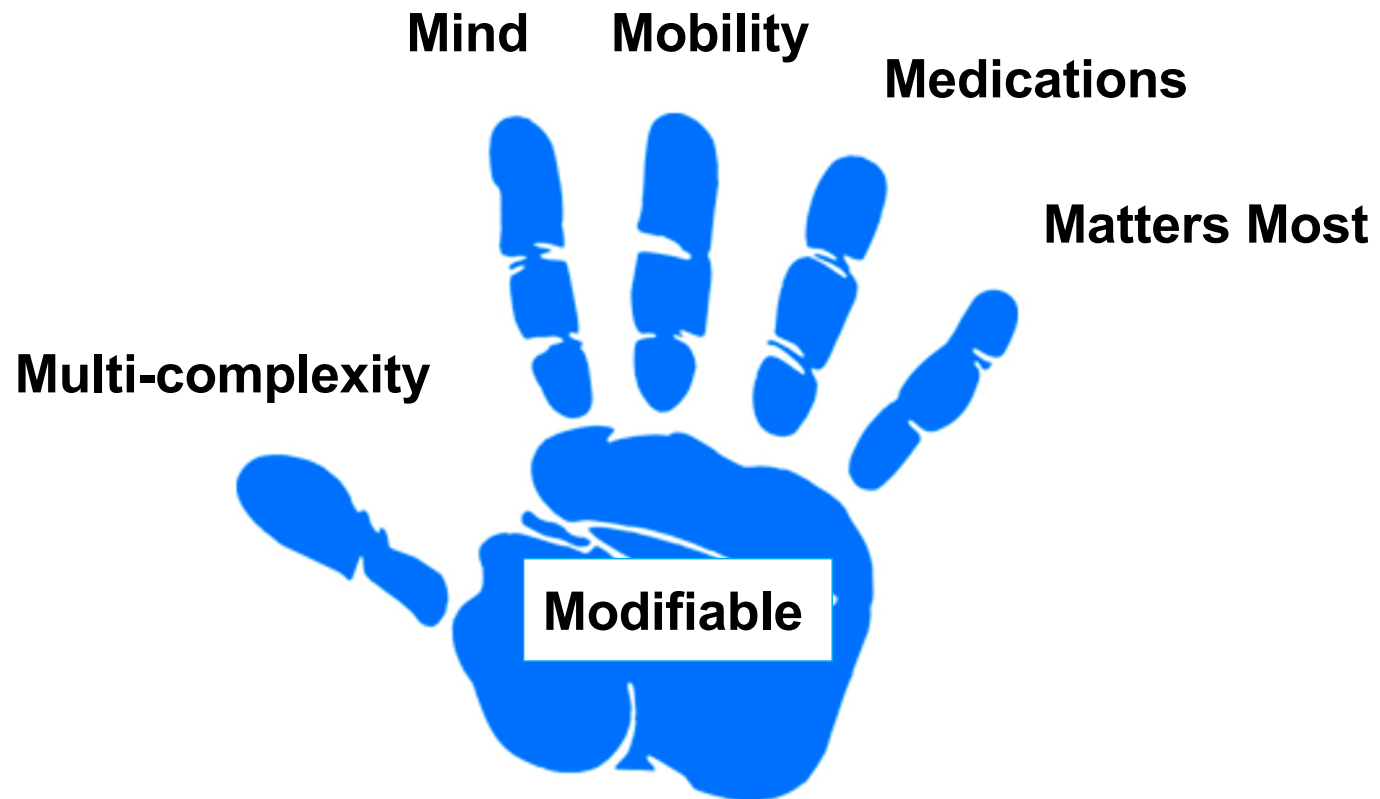 Mind
Mobility
Medications
Matters Most
Multi-complexity
Modifiable